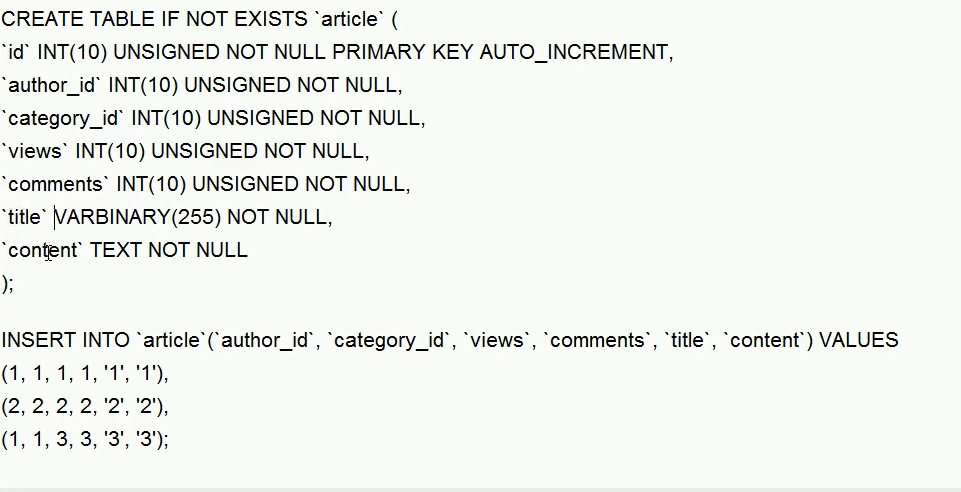 CREATE TABLE IF NOT EXISTS `article` (
`id` INT(10) UNSIGNED NOT NULL PRIMARY KEY AUTO_INCREMENT,
`author_id` INT(10) UNSIGNED NOT NULL,
`category_id` INT(10) UNSIGNED NOT NULL,
`views` INT(10) UNSIGNED NOT NULL,
`comments` INT(10) UNSIGNED NOT NULL,
`title` VARBINARY(255) NOT NULL,
`content` TEXT NOT NULL
);
INSERT INTO `article`(`author_id`, `category_id`, `views`, `comments`, `title`, `content`) VALUES
(1, 1, 1, 1, '1', '1'),
(2, 2, 2, 2, '2', '2'),
(1, 1, 3, 3, '3', '3');